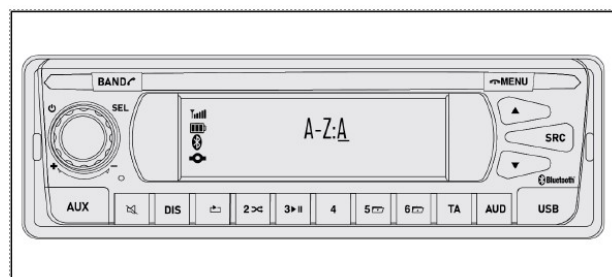 BAND MENU
SEL
A-Z:A
SRC
+ -
Bluetooth
AUX DIS 2 3 4 5 6 TA AUD USB